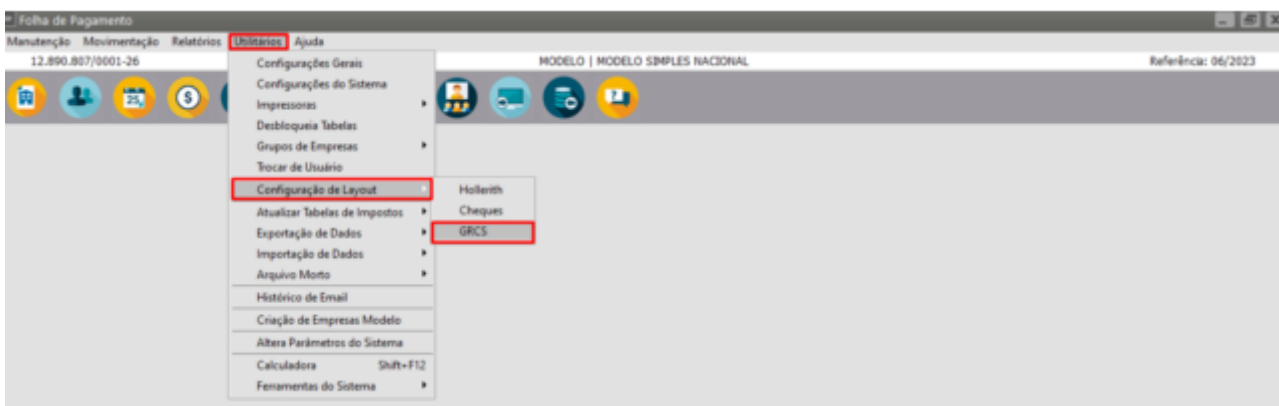 Folha de Pagamento
Manutenção Movimentação Relatórios Utilitários Ajuda
12.890.807/0001-26 MODELO | MODELO SIMPLES NACIONAL Referência: 06/2023
Configurações Gerais
Configurações do Sistema
Impressoras
Desbloqueia Tabelas
Grupos de Empresas
Trocar de Usuário
Configuração de Layout Hollerith
Atualizar Tabelas de Impostos Cheques
Exportação de Dados GRCS
Importação de Dados
Arquivo Morto
Histórico de Email
Criação de Empresas Modelo
Altera Parâmetros do Sistema
Calculadora Shift+F12
Ferramentas do Sistema